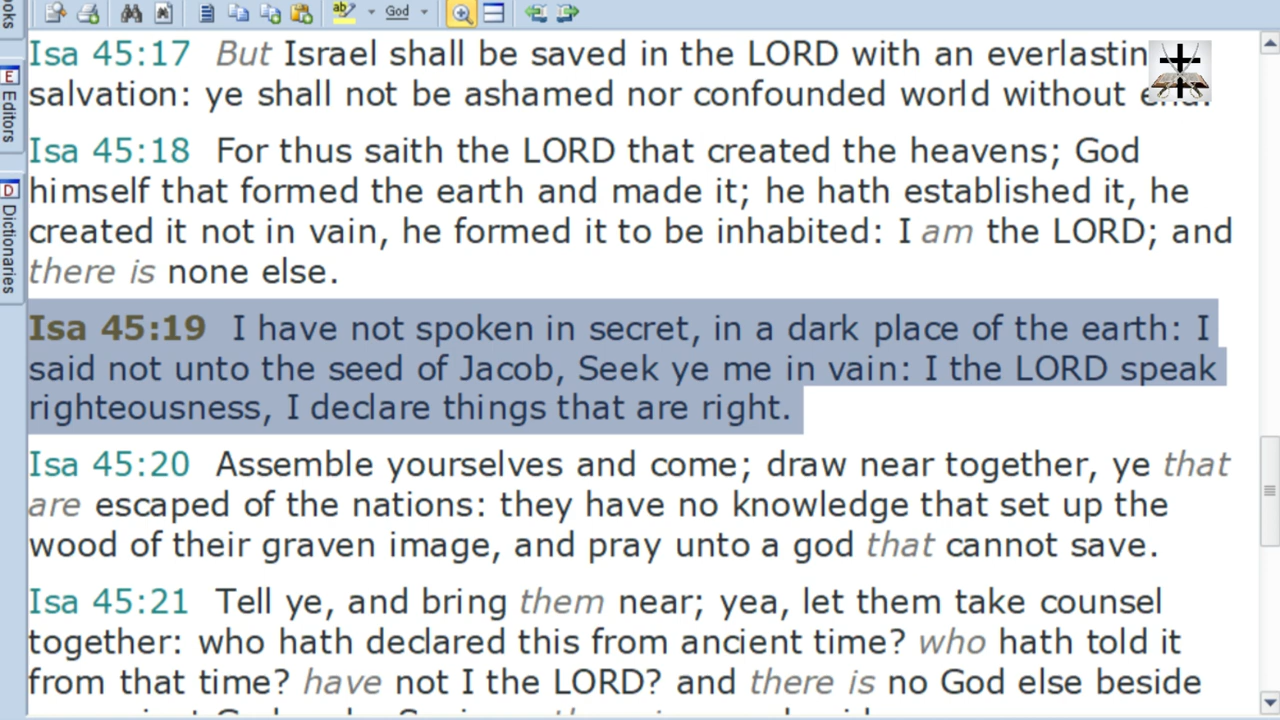 ab
God
ooks
E Editors
D Dictionaries
Isa 45:17 But Israel shall be saved in the LORD with an everlastin
salvation: ye shall not be ashamed nor confounded world without end.
Isa 45:18 For thus saith the LORD that created the heavens; God
himself that formed the earth and made it; he hath established it, he
created it not in vain, he formed it to be inhabited: I am the LORD; and
there is none else.
Isa 45:19 I have not spoken in secret, in a dark place of the earth: I
said not unto the seed of Jacob, Seek ye me in vain: I the LORD speak
righteousness, I declare things that are right.
Isa 45:20 Assemble yourselves and come; draw near together, ye that
are escaped of the nations: they have no knowledge that set up the
wood of their graven image, and pray unto a god that cannot save.
Isa 45:21 Tell ye, and bring them near; yea, let them take counsel
together: who hath declared this from ancient time? who hath told it
from that time? have not I the LORD? and there is no God else beside